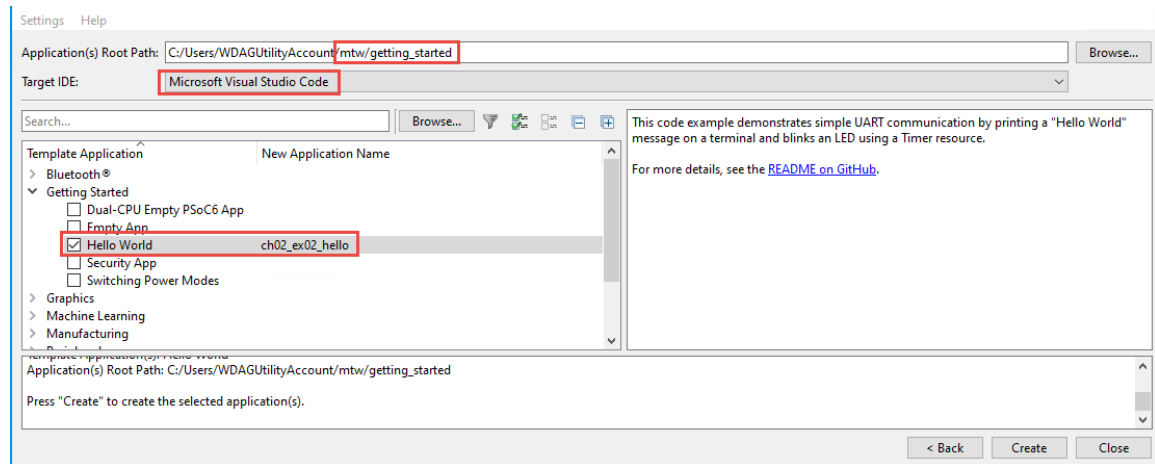 Settings Help
Application(s) Root Path: C:/Users/WDAGUtilityAccount/mtw/getting_started Browse...
Target IDE: Microsoft Visual Studio Code
Search... Browse... This code example demonstrates simple UART communication by printing a "Hello World"
message on a terminal and blinks an LED using a Timer resource.
Template Application New Application Name
For more details, see the README on GitHub.
> Bluetooth®
Getting Started
Dual-CPU Empty PSoC6 App
Empty App
Hello World ch02_ex02_hello
Security App
Switching Power Modes
> Graphics
> Machine Learning
> Manufacturing
Template Application(s): Hello World
Application(s) Root Path: C:/Users/WDAGUtilityAccount/mtw/getting_started
Press "Create" to create the selected application(s).
< Back Create Close